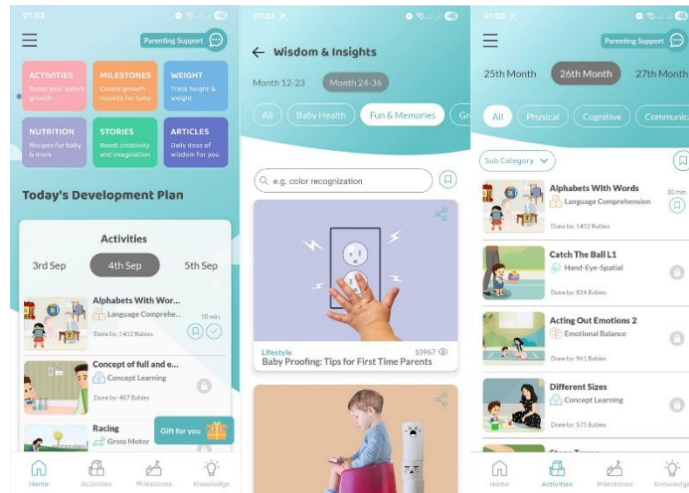 01:03
Parenting Support
ACTIVITIES
Boost your baby's
growth
MILESTONES
Create growth
reports for baby
WEIGHT
Track height &
weight
NUTRITION
Recipes for baby
& more
STORIES
Boost creativity
and imagination
ARTICLES
Daily dose of
wisdom for you
Today's Development Plan
Activities
3rd Sep
4th Sep
5th Sep
Alphabets With Wor...
Language Comprehe...
10 min.
Done by: 1412 Babies
Concept of full and e...
Concept Learning
Done by: 487 Babies
Racing
Gross Motor
Gift for you
Home
Activities
Milestones
Knowledge
01:03
Wisdom & Insights
Month 12-23
Month 24-36
All
Baby Health
Fun & Memories
Gr
e.g. color recognition
Lifestyle
10967
Baby Proofing: Tips for First Time Parents
01:03
Parenting Support
25th Month
26th Month
27th Month
All
Physical
Cognitive
Communic
Sub Category
Alphabets With Words
10 min.
Language Comprehension
Done by: 1412 Babies
Catch The Ball L1
Hand-Eye-Spatial
Done by: 824 Babies
Acting Out Emotions 2
Emotional Balance
Done by: 961 Babies
Different Sizes
Concept Learning
Done by: 575 Babies
Home
Activities
Milestones
Knowledge